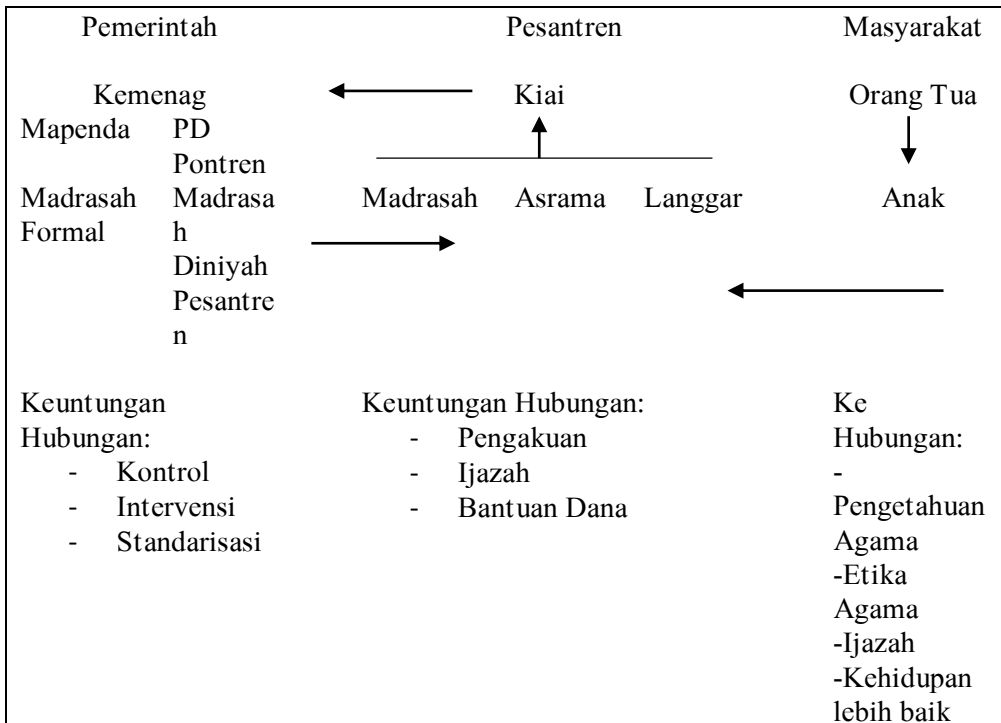 Pemerintah Pesantren Masyarakat
Kemenag Kiai Orang Tua
Mapenda PD
Pontren
Madrasah Madrasa Madrasah Asrama Langgar Anak
Formal h
Diniyah
Pesantre
n
Keuntungan Keuntungan Hubungan: Ke
Hubungan: - Pengakuan Hubungan:
- Kontrol - Ijazah -
- Intervensi - Bantuan Dana Pengetahuan
- Standarisasi Agama
-Etika
Agama
-Ijazah
-Kehidupan
lebih baik